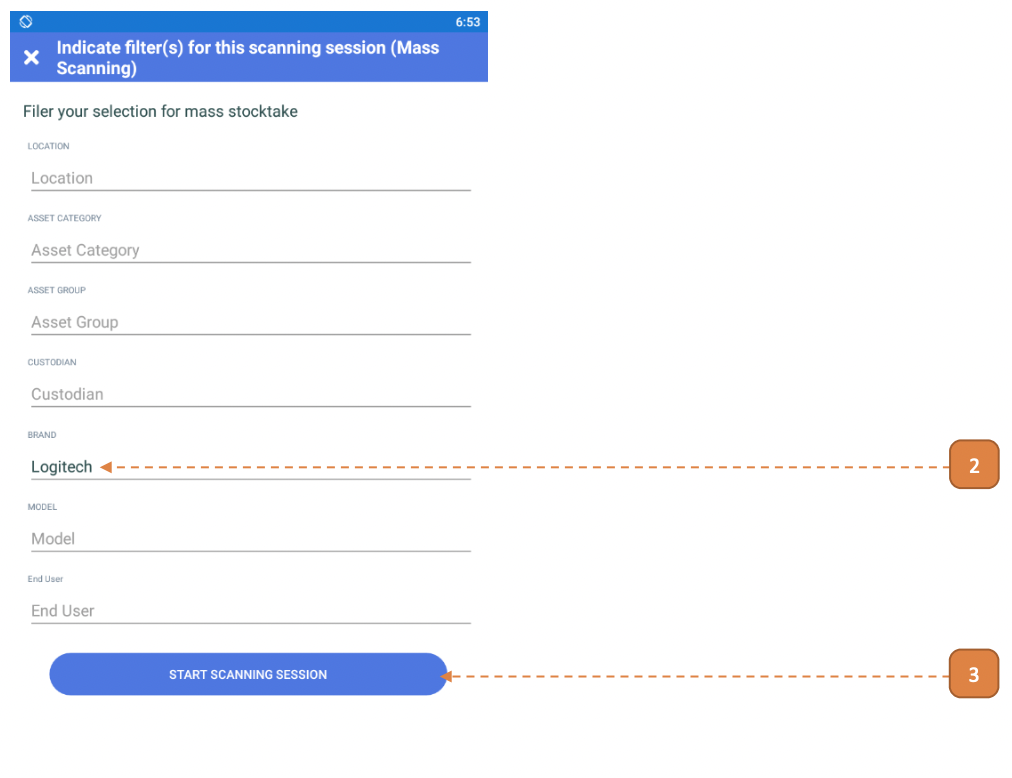 6:53
Indicate filter(s) for this scanning session (Mass
Scanning)
Filer your selection for mass stocktake
LOCATION
Location
ASSET CATEGORY
Asset Category
ASSET GROUP
Asset Group
CUSTODIAN
Custodian
BRAND
Logitech
2
MODEL
Model
End User
End User
START SCANNING SESSION
3